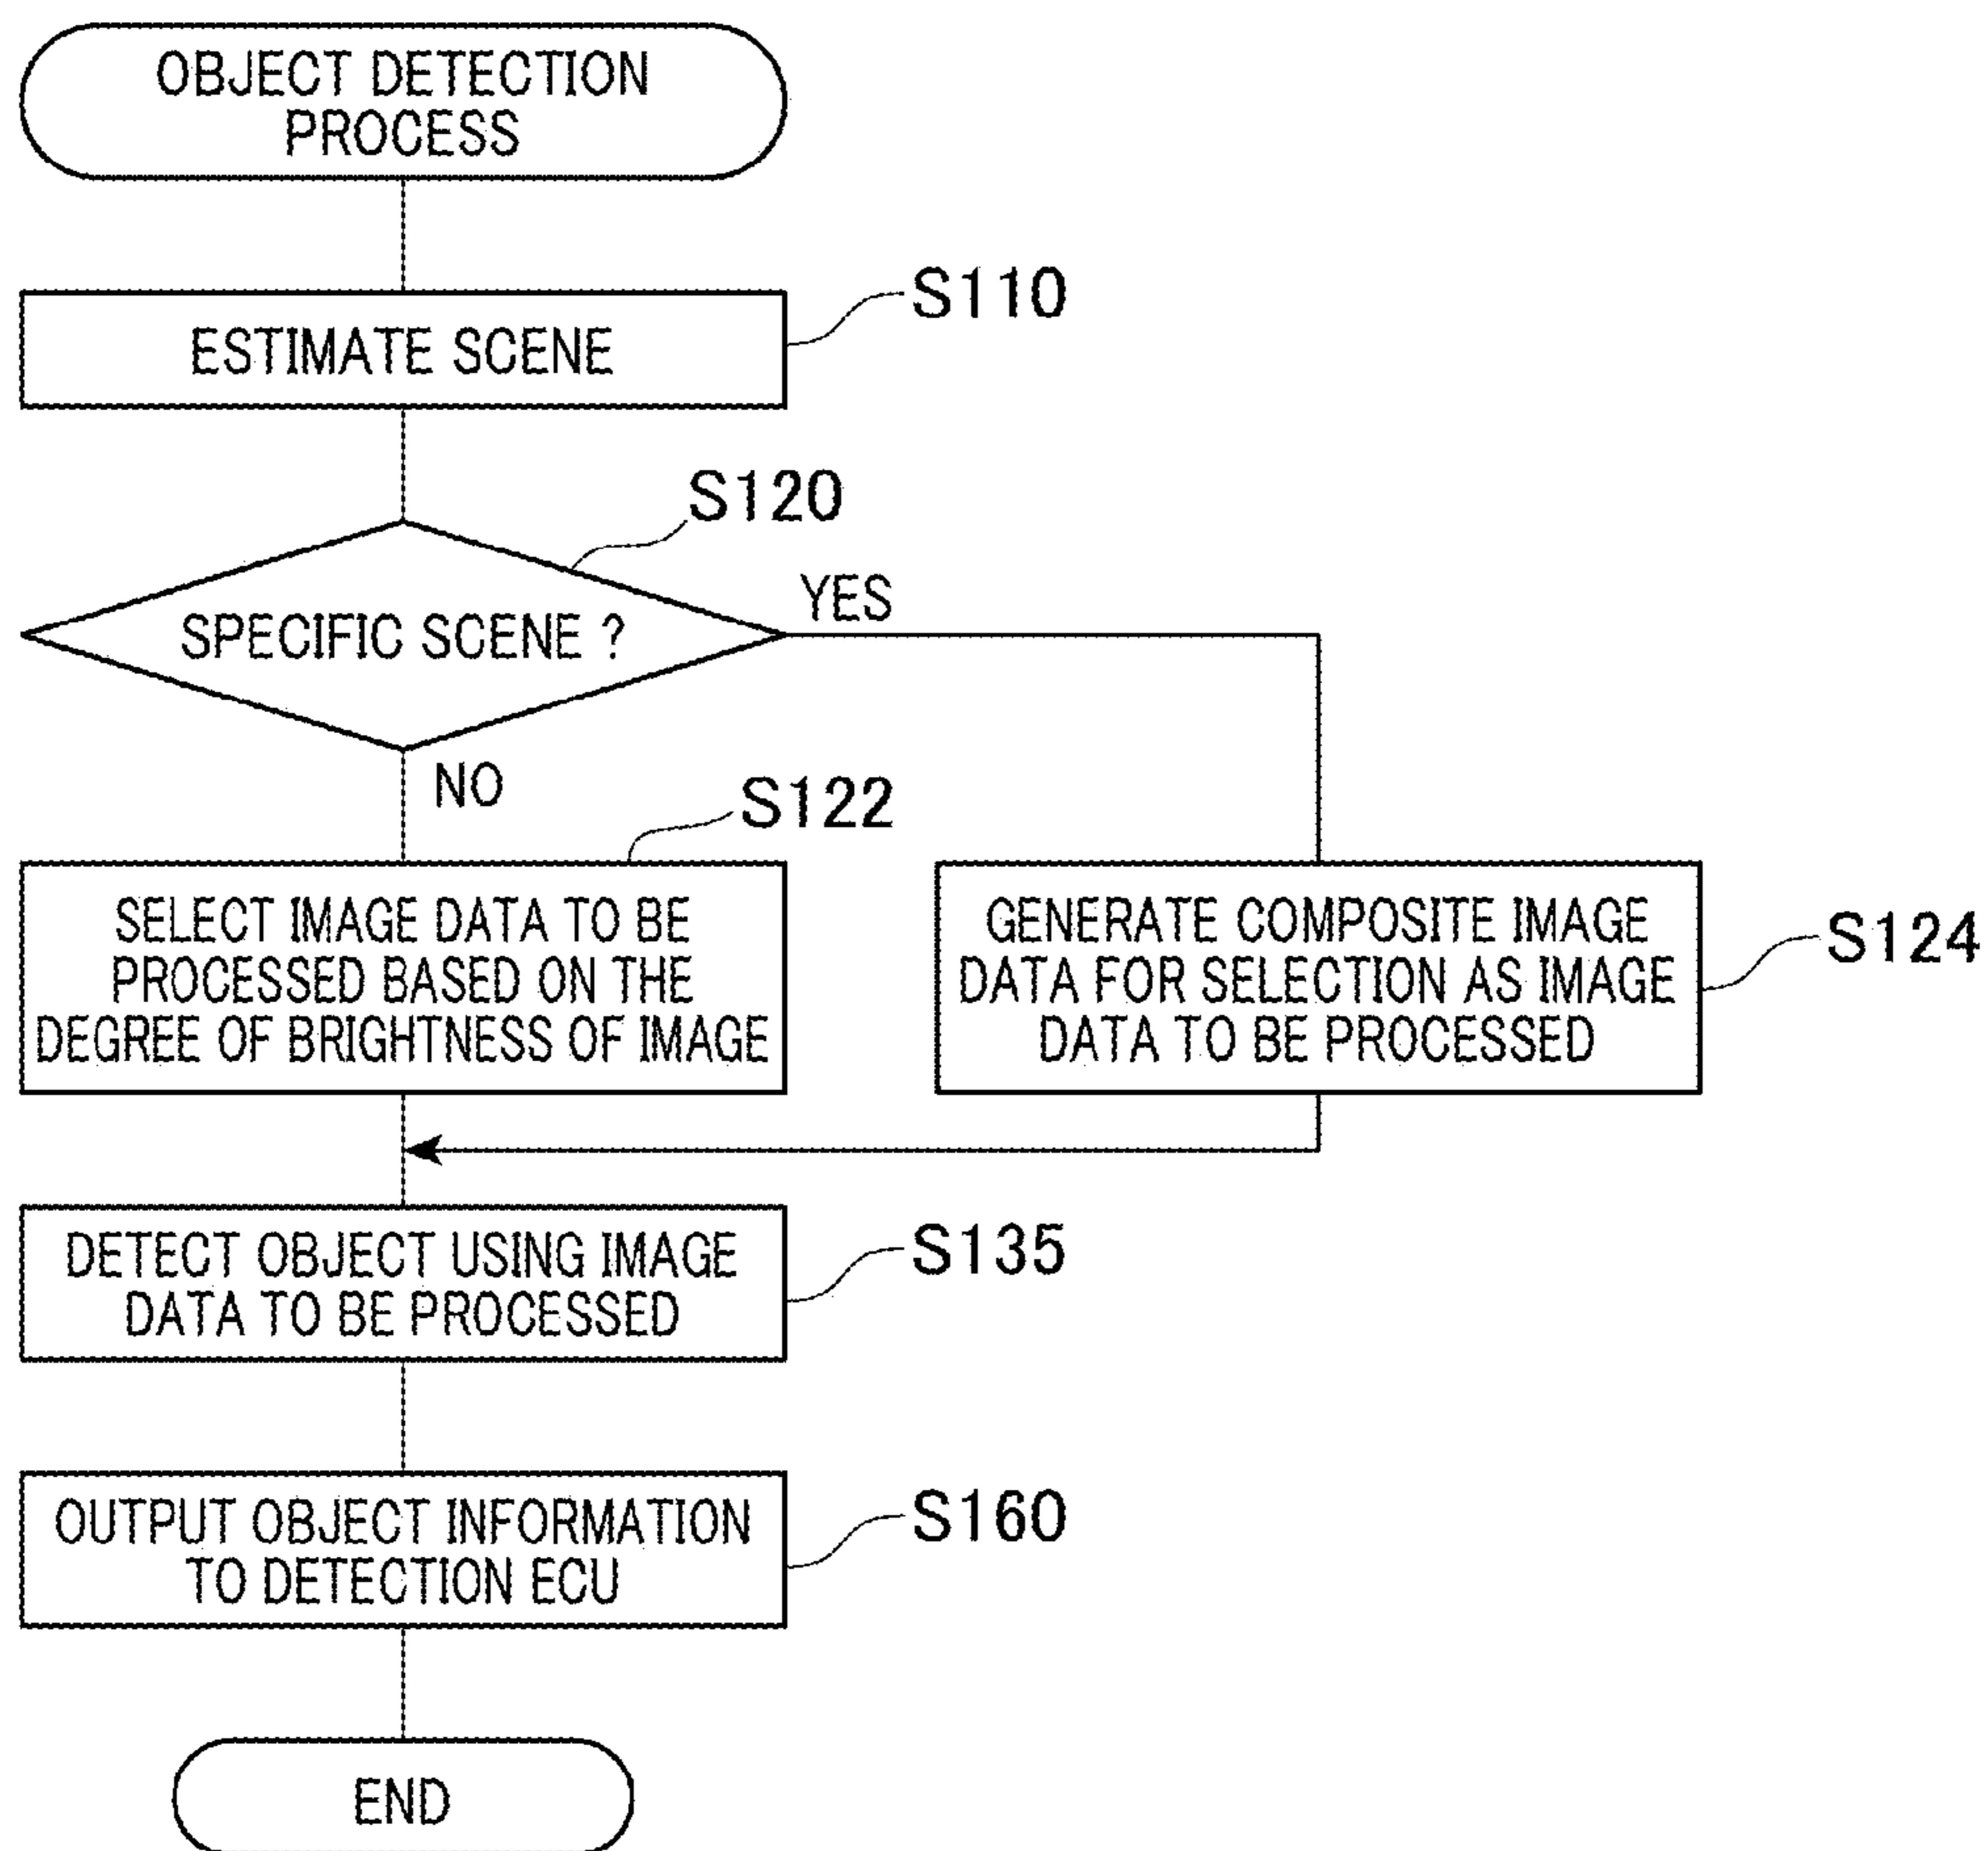 OBJECT DETECTION
PROCESS
S110
ESTIMATE SCENE
S120
SPECIFIC SCENE ?
YES
NO
S122
SELECT IMAGE DATA TO BE
PROCESSED BASED ON THE
DEGREE OF BRIGHTNESS OF IMAGE
GENERATE COMPOSITE IMAGE
DATA FOR SELECTION AS IMAGE
DATA TO BE PROCESSED
S124
DETECT OBJECT USING IMAGE
DATA TO BE PROCESSED
S135
OUTPUT OBJECT INFORMATION
TO DETECTION ECU
S160
END